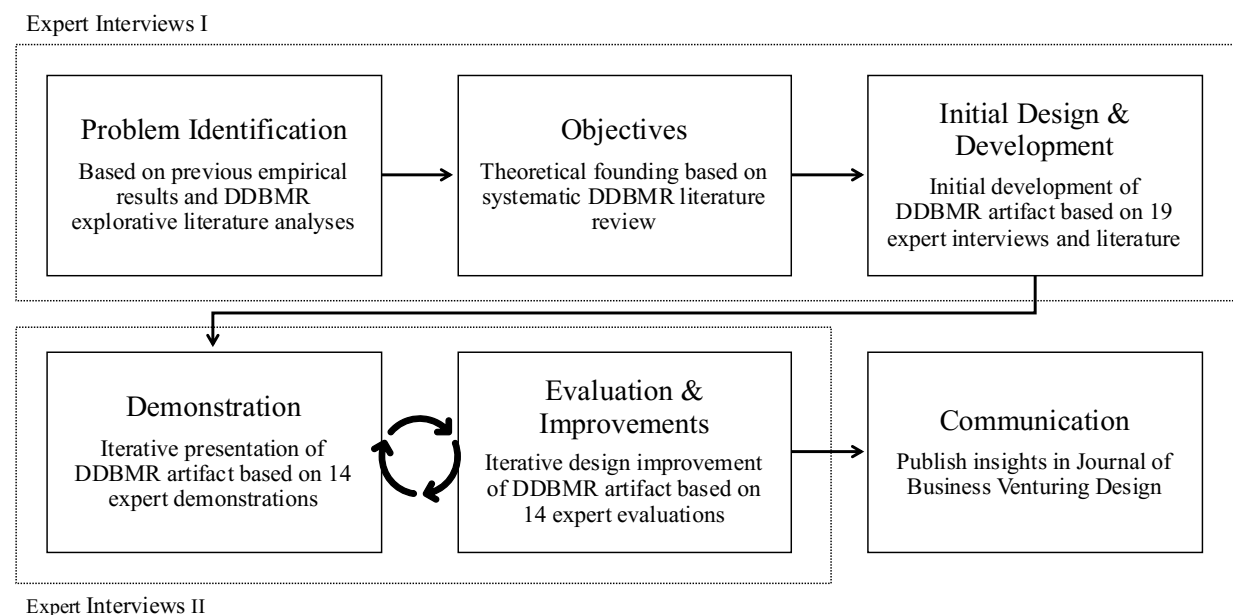 Expert Interviews I
Problem Identification
Based on previous empirical
results and DDBMR
explorative literature analyses
Objectives
Theoretical founding based on
systematic DDBMR literature
review
Initial Design &
Development
Initial development of
DDBMR artifact based on 19
expert interviews and literature
Demonstration
Iterative presentation of
DDBMR artifact based on 14
expert demonstrations
Evaluation &
Improvements
Iterative design improvement
of DDBMR artifact based on
14 expert evaluations
Communication
Publish insights in Journal of
Business Venturing Design
Expert Interviews II